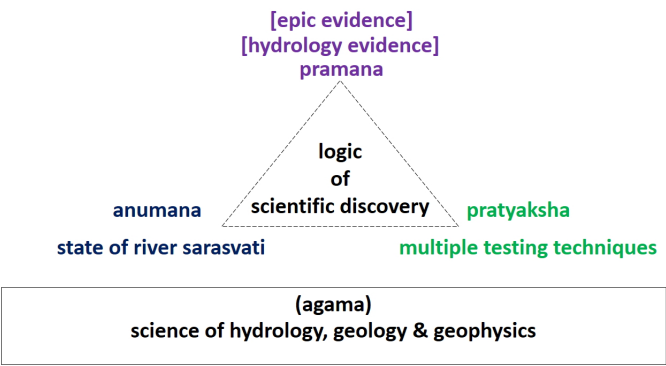 [epic evidence]
[hydrology evidence]
pramana
logic
of
scientific discovery
anumana
pratyaksha
state of river sarasvati
multiple testing techniques
(agama)
science of hydrology, geology & geophysics